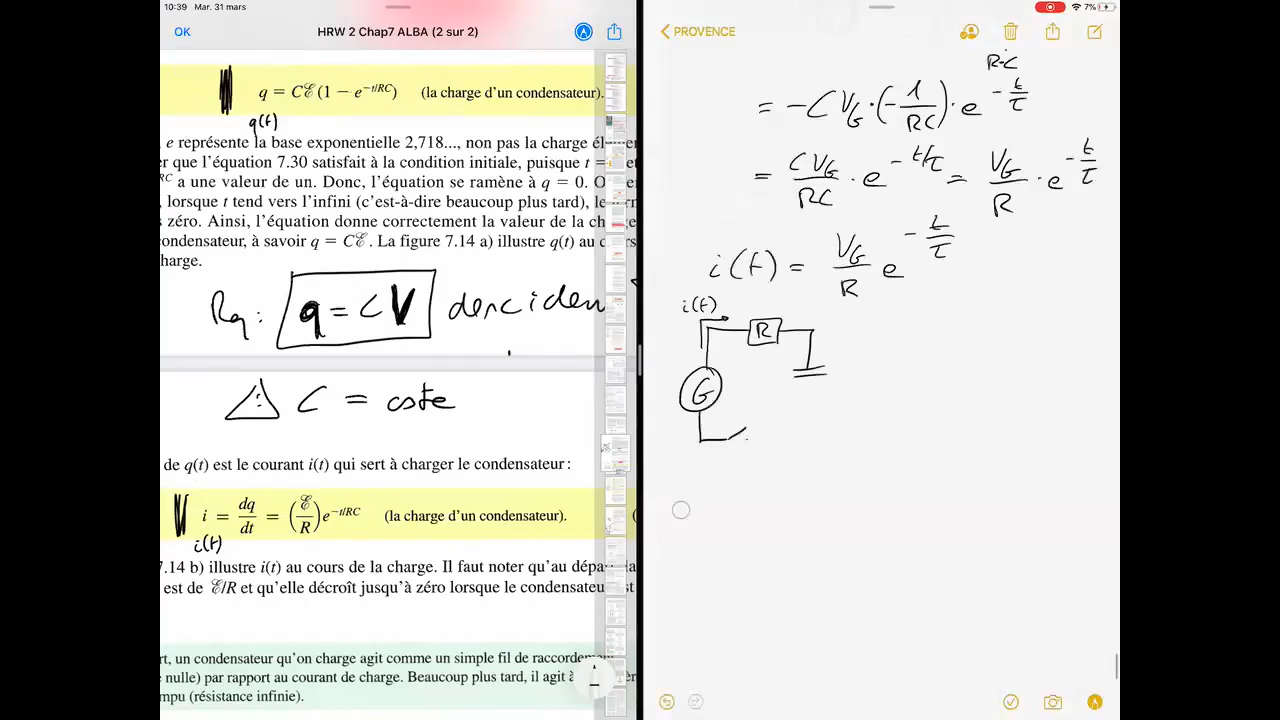 10:39 Mar. 31 mars
7%
OK
HRW - Chap7 ALBA (2 sur 2)
q = Cℰ(1 − e^−t/RC) (la charge d'un condensateur).
q(t)
e représente la base exponentielle 2,718..., non pas la charge él
er que l'équation 7.30 satisfait à la condition initiale, puisque t =
RC a une valeur de un. Donc, l'équation se ramène à q = 0. O
, lorsque t tend vers l'infini (c'est-à-dire beaucoup plus tard), le
s zéro. Ainsi, l'équation donne correctement la valeur de la ch
condensateur, à savoir q = Cℰ. La figure 7.14 a) illustre q(t) au
charge.
Rq : q = CV
⚠ C = cste
de q(t) est le courant i(t) qui sert à charger le condensateur :
i = dq/dt = (ℰ/R) e^−t/RC (la charge d'un condensateur).
i(t)
7.14 b) illustre i(t) au cours de la charge. Il faut noter qu'au dépa
est de ℰ/R et qu'elle décroît jusqu'à zéro lorsque le condensateu
rt, un condensateur qu'on charge agit comme un simple fil de raccordem
par rapport au courant de charge. Beaucoup plus tard, il agit
PROVENCE
R·C
= −C V_G · (−1/RC) · e^−t/τ
= CV_G/RC · e^−t/τ = V_G/R · e^−t/τ
i(t) = V_G/R e^−t/τ
i(t)
R
G